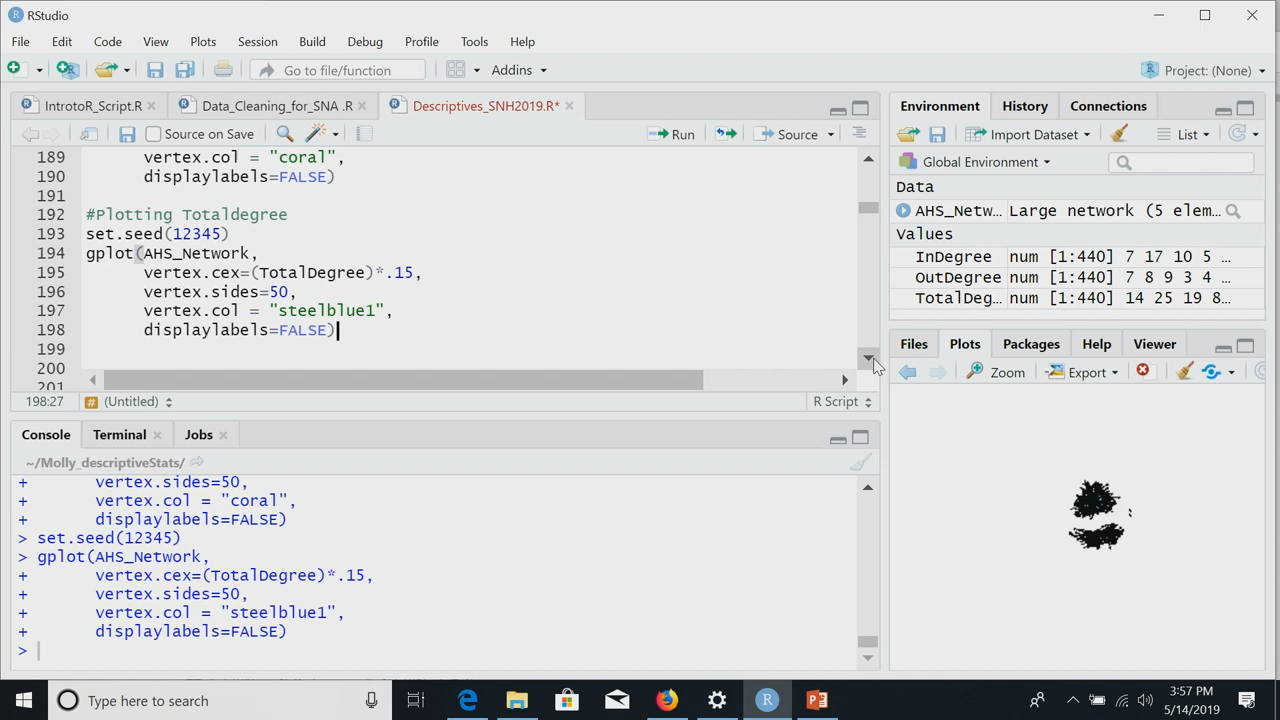 RStudio
File Edit Code View Plots Session Build Debug Profile Tools Help
Go to file/function Addins Project: (None)
IntrotoR_Script.R Data_Cleaning_for_SNA .R Descriptives_SNH2019.R*
Source on Save Run Source
189 vertex.col = "coral",
190 displaylabels=FALSE)
191
192 #Plotting Totaldegree
193 set.seed(12345)
194 gplot(AHS_Network,
195 vertex.cex=(TotalDegree)*.15,
196 vertex.sides=50,
197 vertex.col = "steelblue1",
198 displaylabels=FALSE)
199
200
201
198:27 # (Untitled) R Script
Console Terminal Jobs
~/Molly_descriptiveStats/
+ vertex.sides=50,
+ vertex.col = "coral",
+ displaylabels=FALSE)
> set.seed(12345)
> gplot(AHS_Network,
+ vertex.cex=(TotalDegree)*.15,
+ vertex.sides=50,
+ vertex.col = "steelblue1",
+ displaylabels=FALSE)
>
Environment History Connections
Import Dataset List
Global Environment
Data
AHS_Netw… Large network (5 elem…
Values
InDegree num [1:440] 7 17 10 5 …
OutDegree num [1:440] 7 8 9 3 4 …
TotalDeg… num [1:440] 14 25 19 8…
Files Plots Packages Help Viewer
Zoom Export
Type here to search
3:57 PM
5/14/2019